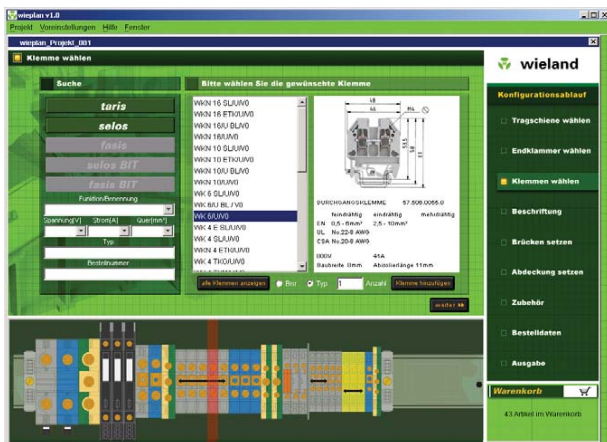 wieplan v1.0
Projekt Voreinstellungen Hilfe Fenster
wieplan_Projekt_001
Klemme wählen
Suche
taris
selos
fasis
selos BIT
fasis BIT
Funktion/Benennung
Spannung[V] Strom[A] Quer[mm²]
Typ
Bestellnummer
Bitte wählen Sie die gewünschte Klemme
WKN 16 SL/U/V0
WKN 16 ETK/U/V0
WKN 16/U BL/V0
WKN 16/U/V0
WKN 10 SL/U/V0
WKN 10 ETK/U/V0
WKN 10/U BL/V0
WKN 10/U/V0
WK 6 SL/U/V0
WK 6/U BL/V0
WK 6/U/V0
WK 4 E SL/U/V0
WK 4 SL/U/V0
WKN 4 ETK/U/V0
WK 4 TK0/U/V0
48
44
M4
DURCHGANGSKLEMME 57.506.0055.0
feindrähtig eindrähtig mehrdrähtig
EN 0,5 - 6mm² 2,5 - 10mm²
UL No.22-8 AWG
CSA No.20-8 AWG
800V 41A
Baubreite 8mm Abisolierlänge 11mm
alle Klemmen anzeigen Bnr Typ 1 Anzahl Klemme hinzufügen
weiter
wieland
Konfigurationsablauf
Tragschiene wählen
Endklammer wählen
Klemmen wählen
Beschriftung
Brücken setzen
Abdeckung setzen
Zubehör
Bestelldaten
Ausgabe
Warenkorb
43 Artikel im Warenkorb